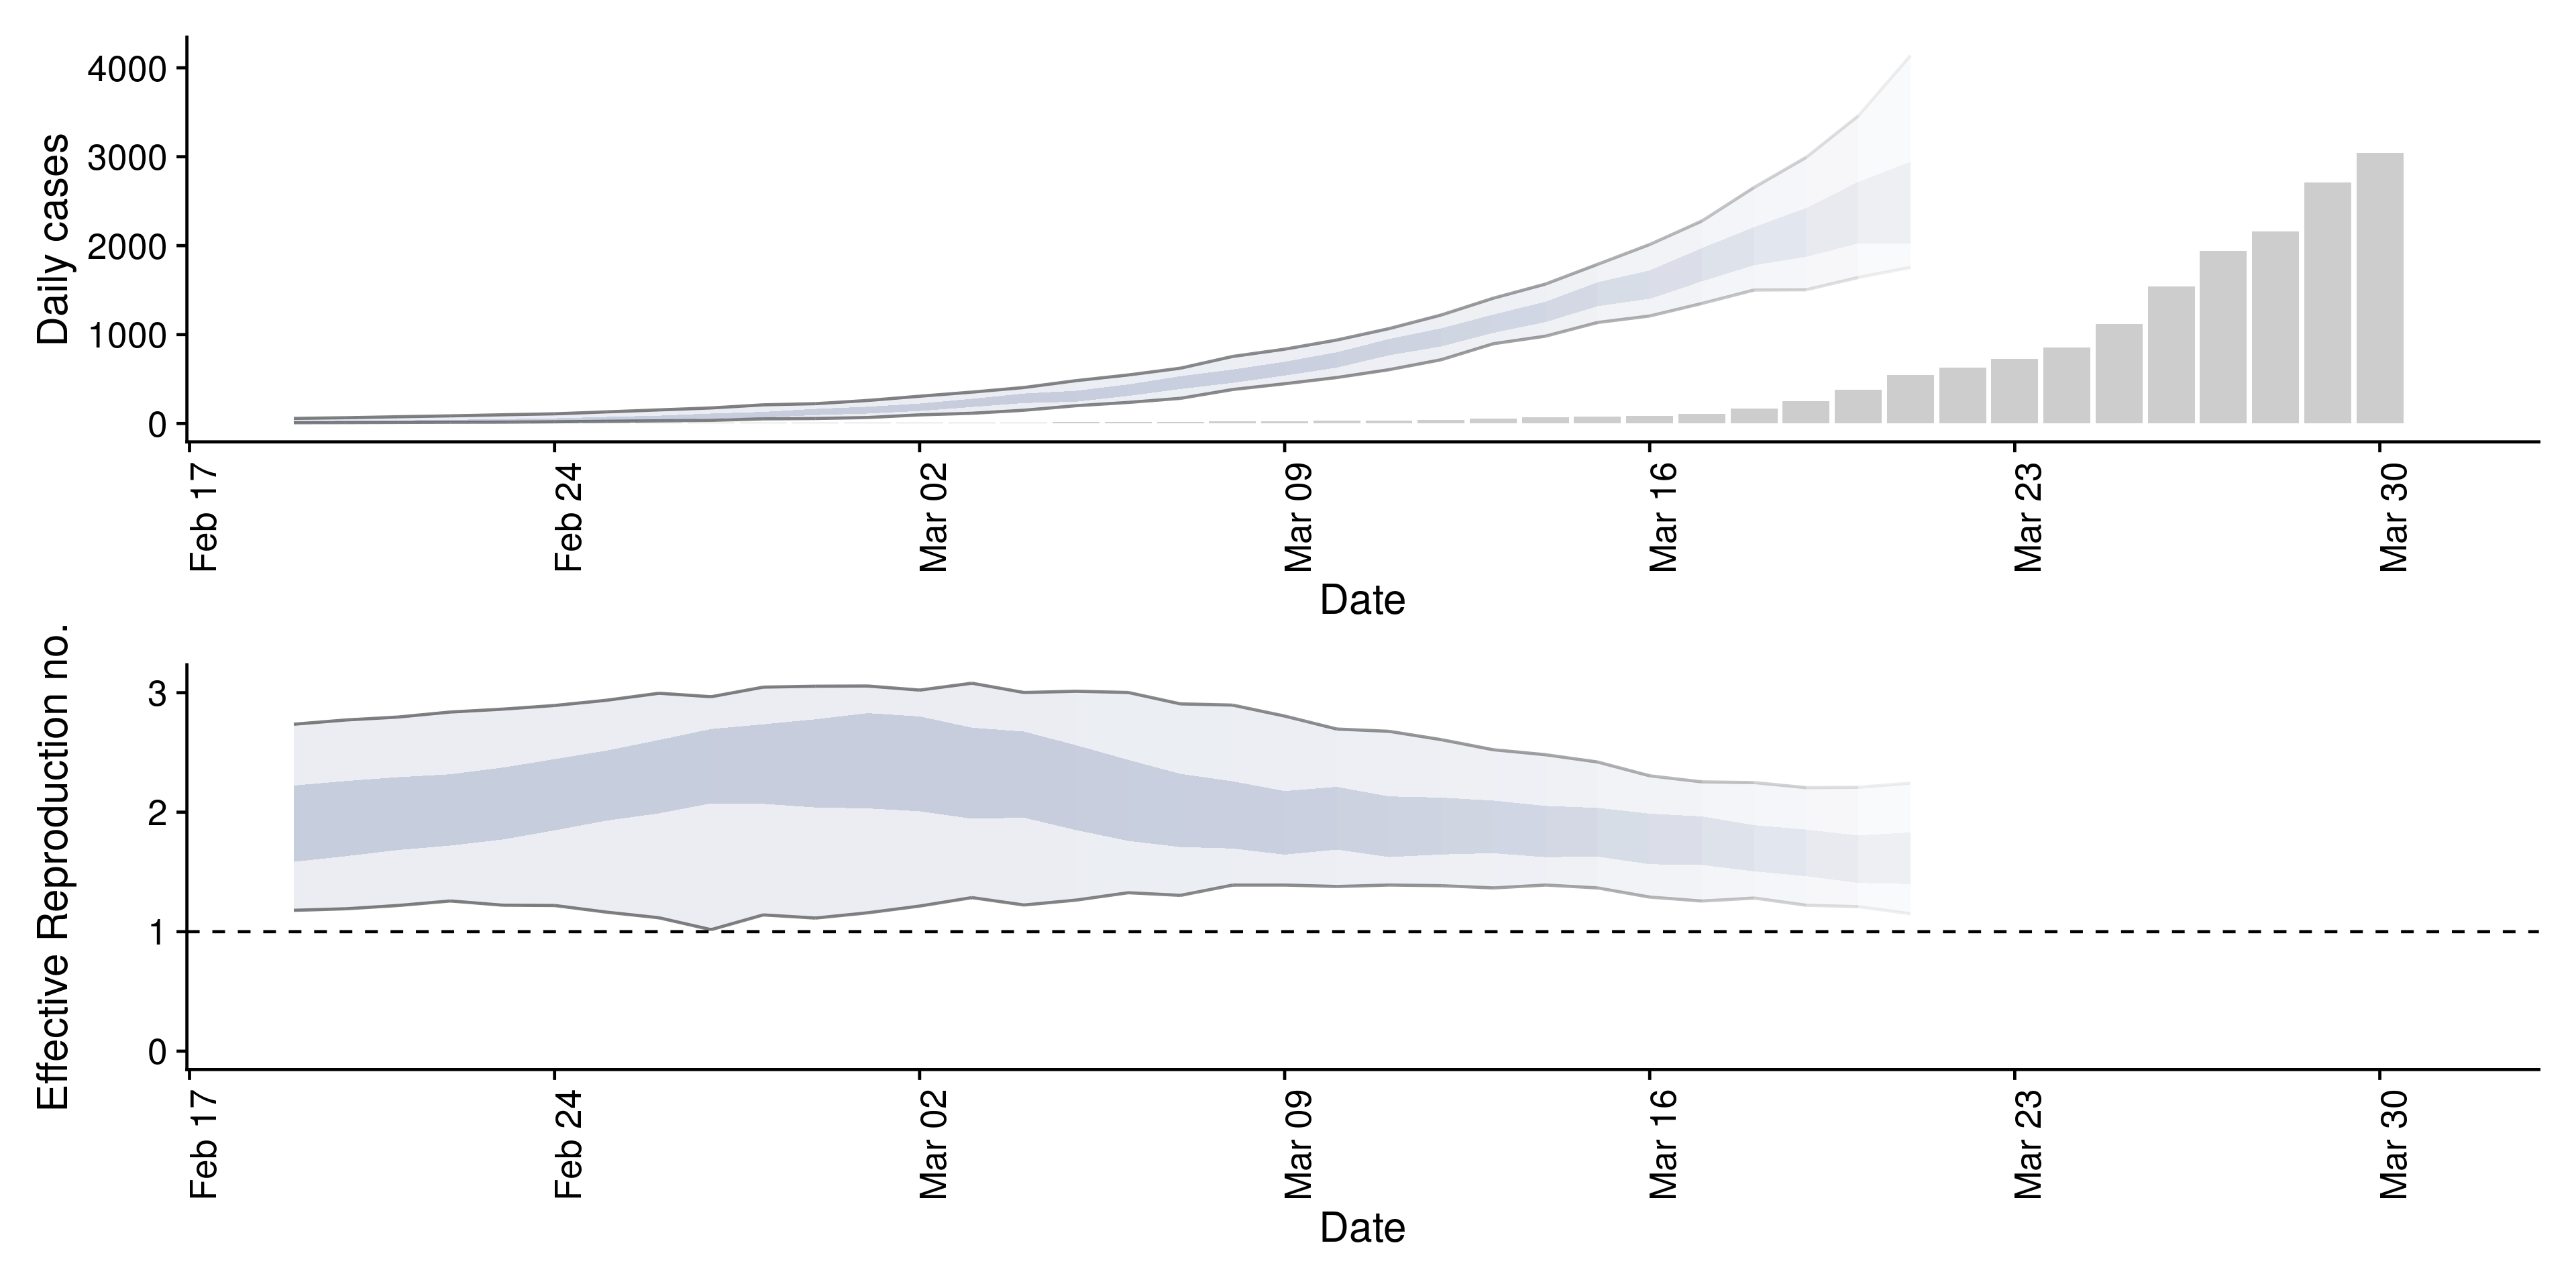 Daily cases
4000
3000
2000
1000
0
Feb 17
Feb 24
Mar 02
Mar 09
Mar 16
Mar 23
Mar 30
Date
Effective Reproduction no.
3
2
1
0
Feb 17
Feb 24
Mar 02
Mar 09
Mar 16
Mar 23
Mar 30
Date